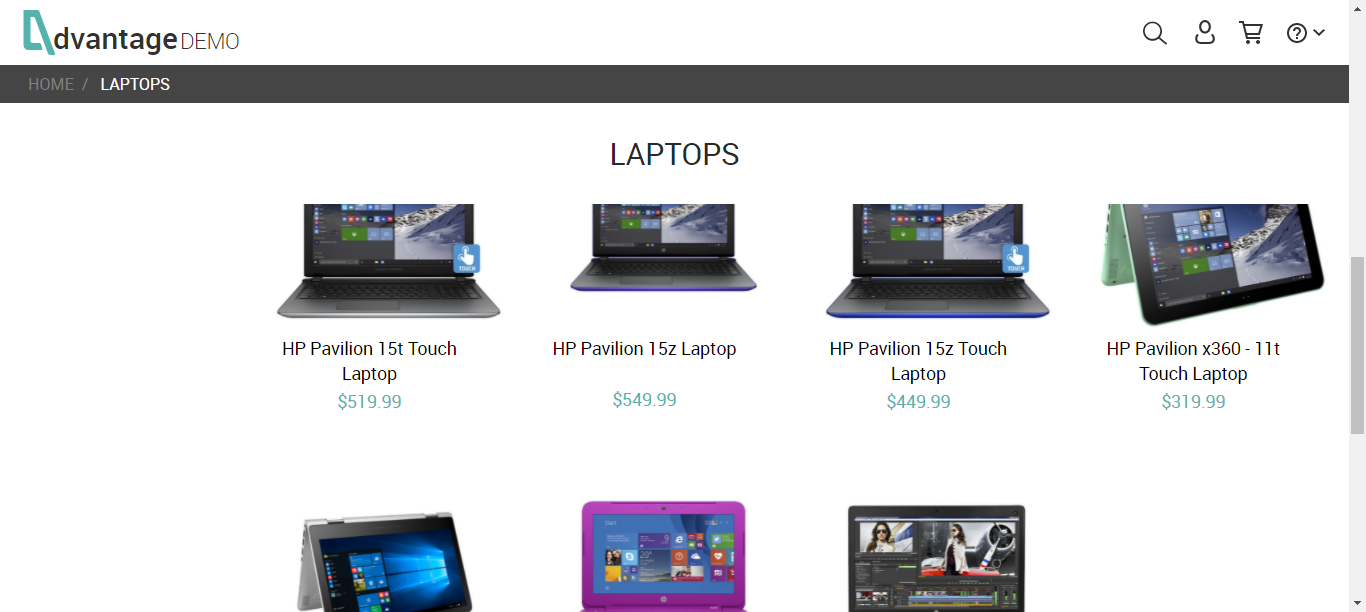 dvantage DEMO
HOME / LAPTOPS
LAPTOPS
TOUCH
TOUCH
HP Pavilion 15t Touch
Laptop
$519.99
HP Pavilion 15z Laptop
$549.99
HP Pavilion 15z Touch
Laptop
$449.99
HP Pavilion x360 - 11t
Touch Laptop
$319.99
Start